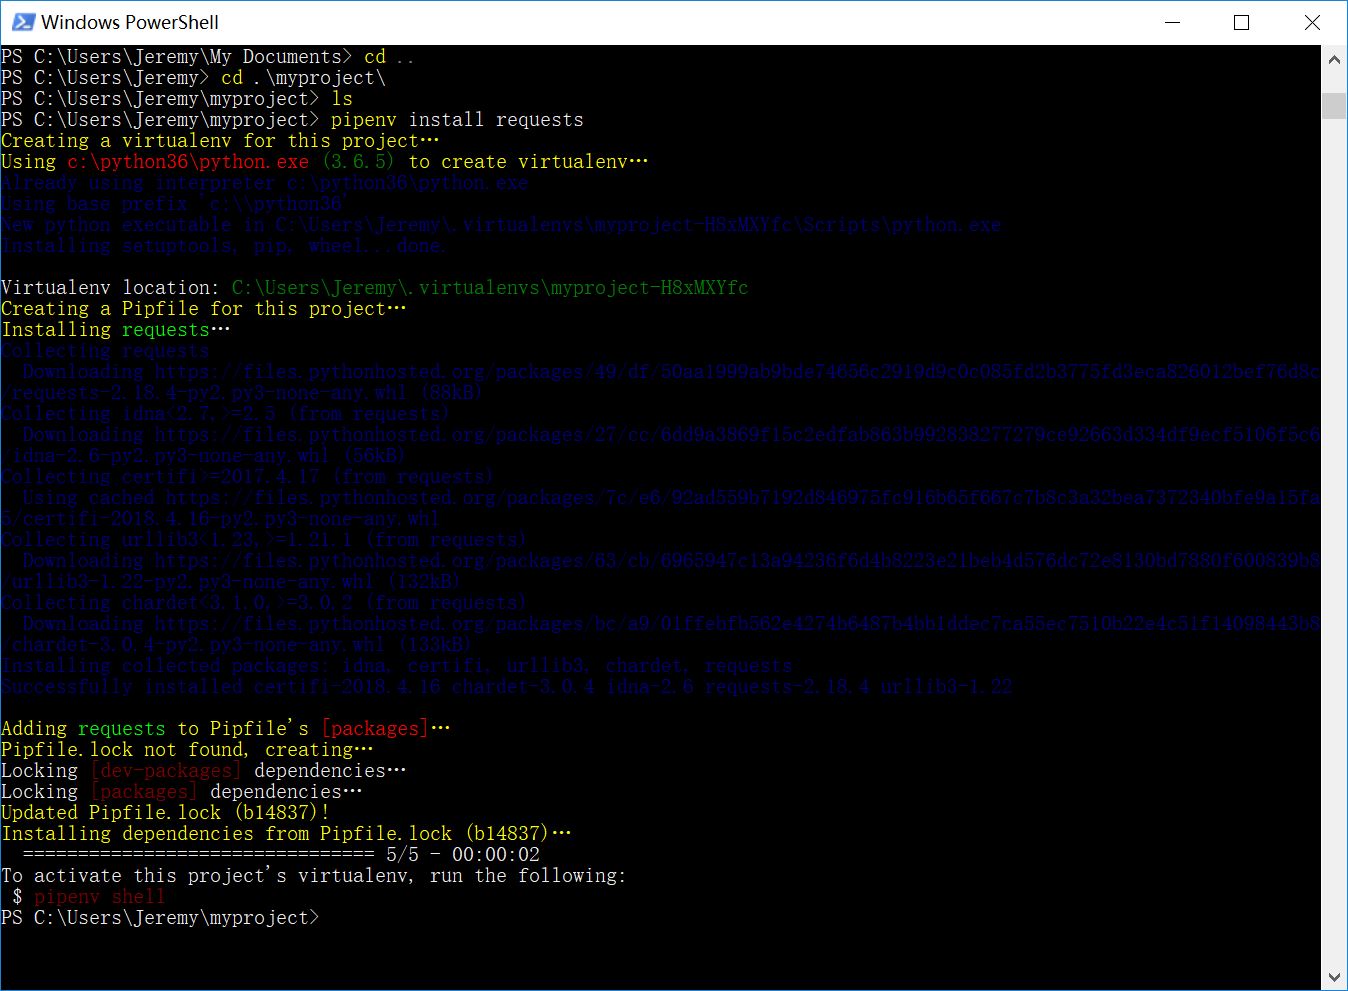 Windows PowerShell
PS C:\Users\Jeremy\My Documents> cd ..
PS C:\Users\Jeremy> cd .\myproject\
PS C:\Users\Jeremy\myproject> ls
PS C:\Users\Jeremy\myproject> pipenv install requests
Creating a virtualenv for this project…
Using c:\python36\python.exe (3.6.5) to create virtualenv…
Already using interpreter c:\python36\python.exe
Using base prefix 'c:\\python36'
New python executable in C:\Users\Jeremy\.virtualenvs\myproject-H8xMXYfc\Scripts\python.exe
Installing setuptools, pip, wheel...done.
Virtualenv location: C:\Users\Jeremy\.virtualenvs\myproject-H8xMXYfc
Creating a Pipfile for this project…
Installing requests…
Collecting requests
Downloading https://files.pythonhosted.org/packages/49/df/50aa1999ab9bde74656c2919d9c0c085fd2b3775fd3eca826012bef76d8c
/requests-2.18.4-py2.py3-none-any.whl (88kB)
Collecting idna<2.7,>=2.5 (from requests)
Downloading https://files.pythonhosted.org/packages/27/cc/6dd9a3869f15c2edfab863b992838277279ce92663d334df9ecf5106f5c6
/idna-2.6-py2.py3-none-any.whl (56kB)
Collecting certifi>=2017.4.17 (from requests)
Using cached https://files.pythonhosted.org/packages/7c/e6/92ad559b7192d846975fc916b65f667c7b8c3a32bea7372340bfe9a15fa
5/certifi-2018.4.16-py2.py3-none-any.whl
Collecting urllib3<1.23,>=1.21.1 (from requests)
Downloading https://files.pythonhosted.org/packages/63/cb/6965947c13a94236f6d4b8223e21beb4d576dc72e8130bd7880f600839b8
/urllib3-1.22-py2.py3-none-any.whl (132kB)
Collecting chardet<3.1.0,>=3.0.2 (from requests)
Downloading https://files.pythonhosted.org/packages/bc/a9/01ffebfb562e4274b6487b4bb1ddec7ca55ec7510b22e4c51f14098443b8
/chardet-3.0.4-py2.py3-none-any.whl (133kB)
Installing collected packages: idna, certifi, urllib3, chardet, requests
Successfully installed certifi-2018.4.16 chardet-3.0.4 idna-2.6 requests-2.18.4 urllib3-1.22
Adding requests to Pipfile's [packages]…
Pipfile.lock not found, creating…
Locking [dev-packages] dependencies…
Locking [packages] dependencies…
Updated Pipfile.lock (b14837)!
Installing dependencies from Pipfile.lock (b14837)…
================================ 5/5 - 00:00:02
To activate this project's virtualenv, run the following:
$ pipenv shell
PS C:\Users\Jeremy\myproject>